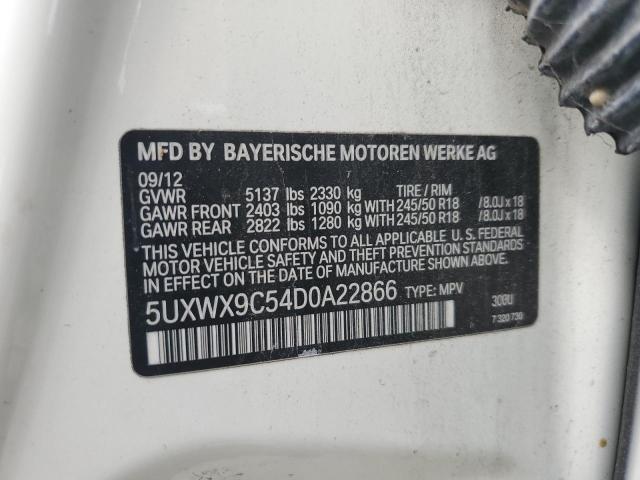 MFD BY BAYERISCHE MOTOREN WERKE AG
09/12
GVWR 5137 lbs 2330 kg TIRE / RIM
GAWR FRONT 2403 lbs 1090 kg WITH 245/50 R18 /8.0J x 18
GAWR REAR 2822 lbs 1280 kg WITH 245/50 R18 /8.0J x 18
THIS VEHICLE CONFORMS TO ALL APPLICABLE U. S. FEDERAL
MOTOR VEHICLE SAFETY AND THEFT PREVENTION STANDARDS
IN EFFECT ON THE DATE OF MANUFACTURE SHOWN ABOVE.
5UXWX9C54D0A22866 TYPE: MPV
300U
7 320 730